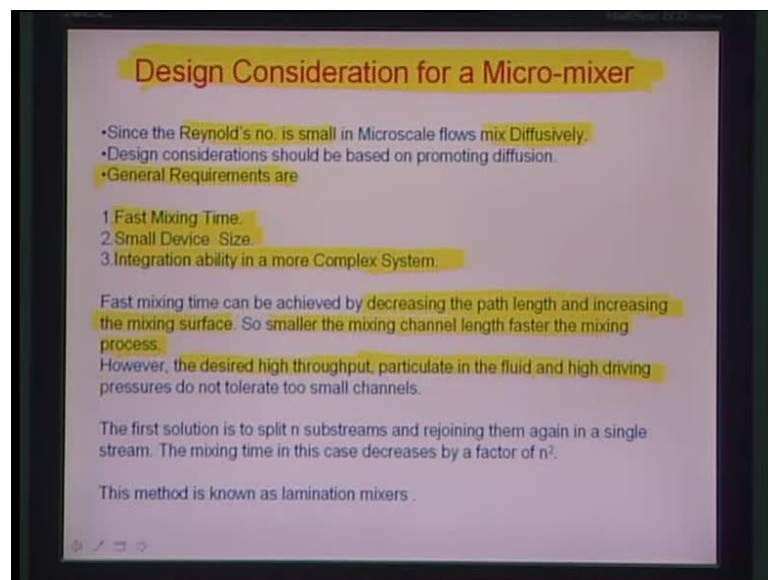 Design Consideration for a Micro-mixer
•Since the Reynold's no. is small in Microscale flows mix Diffusively.
•Design considerations should be based on promoting diffusion.
•General Requirements are
1.Fast Mixing Time.
2.Small Device Size.
3.Integration ability in a more Complex System.
Fast mixing time can be achieved by decreasing the path length and increasing
the mixing surface. So smaller the mixing channel length faster the mixing
process.
However, the desired high throughput, particulate in the fluid and high driving
pressures do not tolerate too small channels.
The first solution is to split n substreams and rejoining them again in a single
stream. The mixing time in this case decreases by a factor of n².
This method is known as lamination mixers .